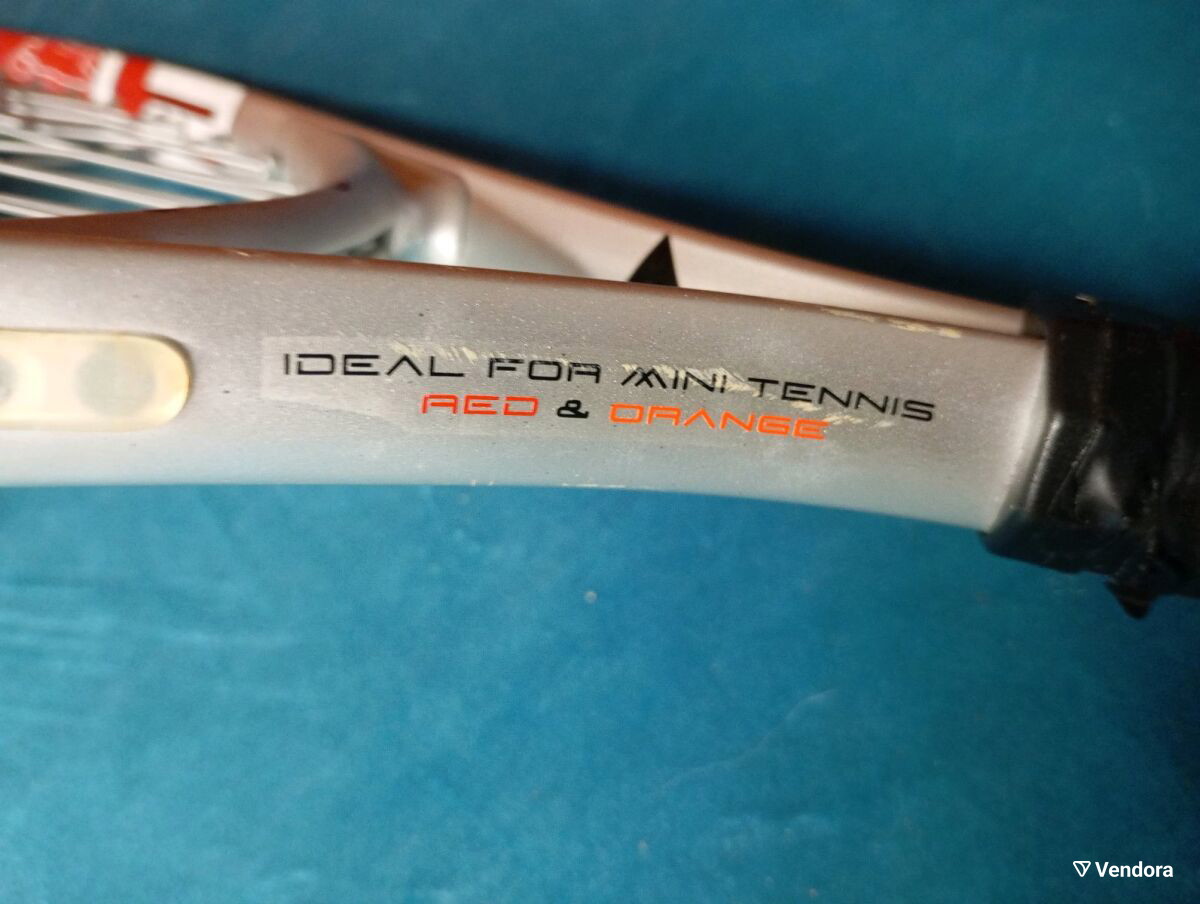 IDEAL FOR MINI TENNIS
RED & ORANGE
Vendora